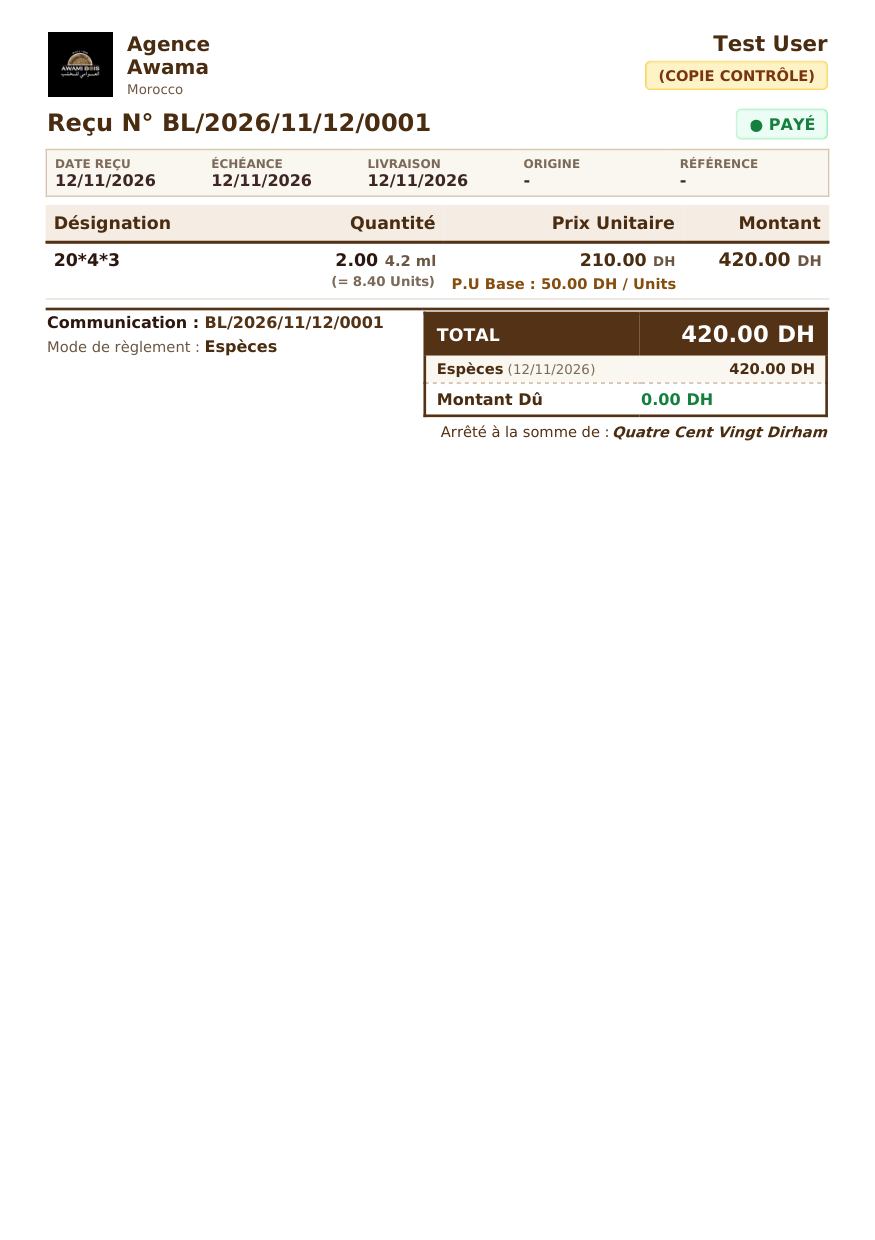 AWAMI BOIS
العوامي للخشب
Agence
Awama
Morocco
Test User
(COPIE CONTRÔLE)
Reçu N° BL/2026/11/12/0001
● PAYÉ
DATE REÇU ÉCHÉANCE LIVRAISON ORIGINE RÉFÉRENCE
12/11/2026 12/11/2026 12/11/2026 - -
Désignation Quantité Prix Unitaire Montant
20*4*3 2.00 4.2 ml 210.00 DH 420.00 DH
(= 8.40 Units) P.U Base : 50.00 DH / Units
Communication : BL/2026/11/12/0001
Mode de règlement : Espèces
TOTAL 420.00 DH
Espèces (12/11/2026) 420.00 DH
Montant Dû 0.00 DH
Arrêté à la somme de : Quatre Cent Vingt Dirham